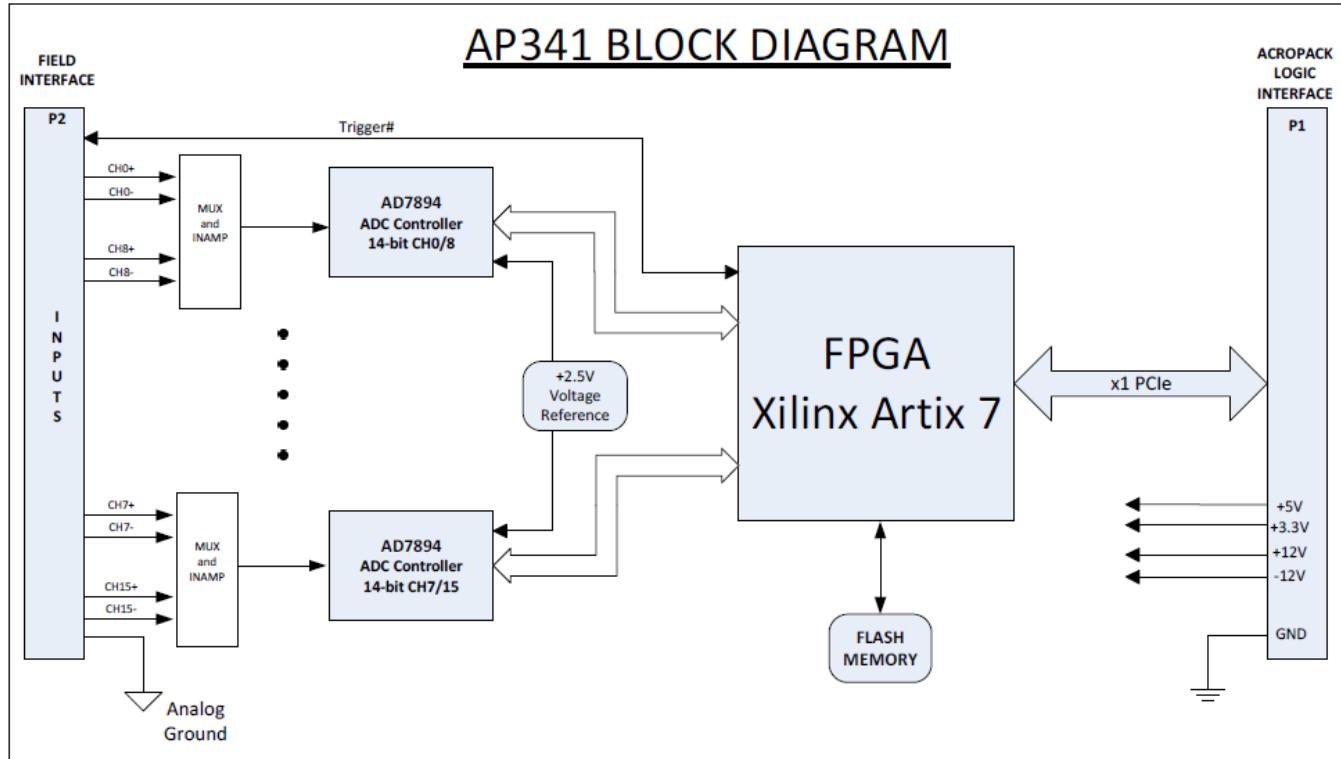 AP341 BLOCK DIAGRAM
FIELD
INTERFACE
P2
I
N
P
U
T
S
Trigger#
CH0+
CH0-
CH8+
CH8-
MUX
and
INAMP
AD7894
ADC Controller
14-bit CH0/8
+2.5V
Voltage
Reference
CH7+
CH7-
CH15+
CH15-
MUX
and
INAMP
AD7894
ADC Controller
14-bit CH7/15
Analog
Ground
FPGA
Xilinx Artix 7
FLASH
MEMORY
x1 PCIe
ACROPACK
LOGIC
INTERFACE
P1
+5V
+3.3V
+12V
-12V
GND